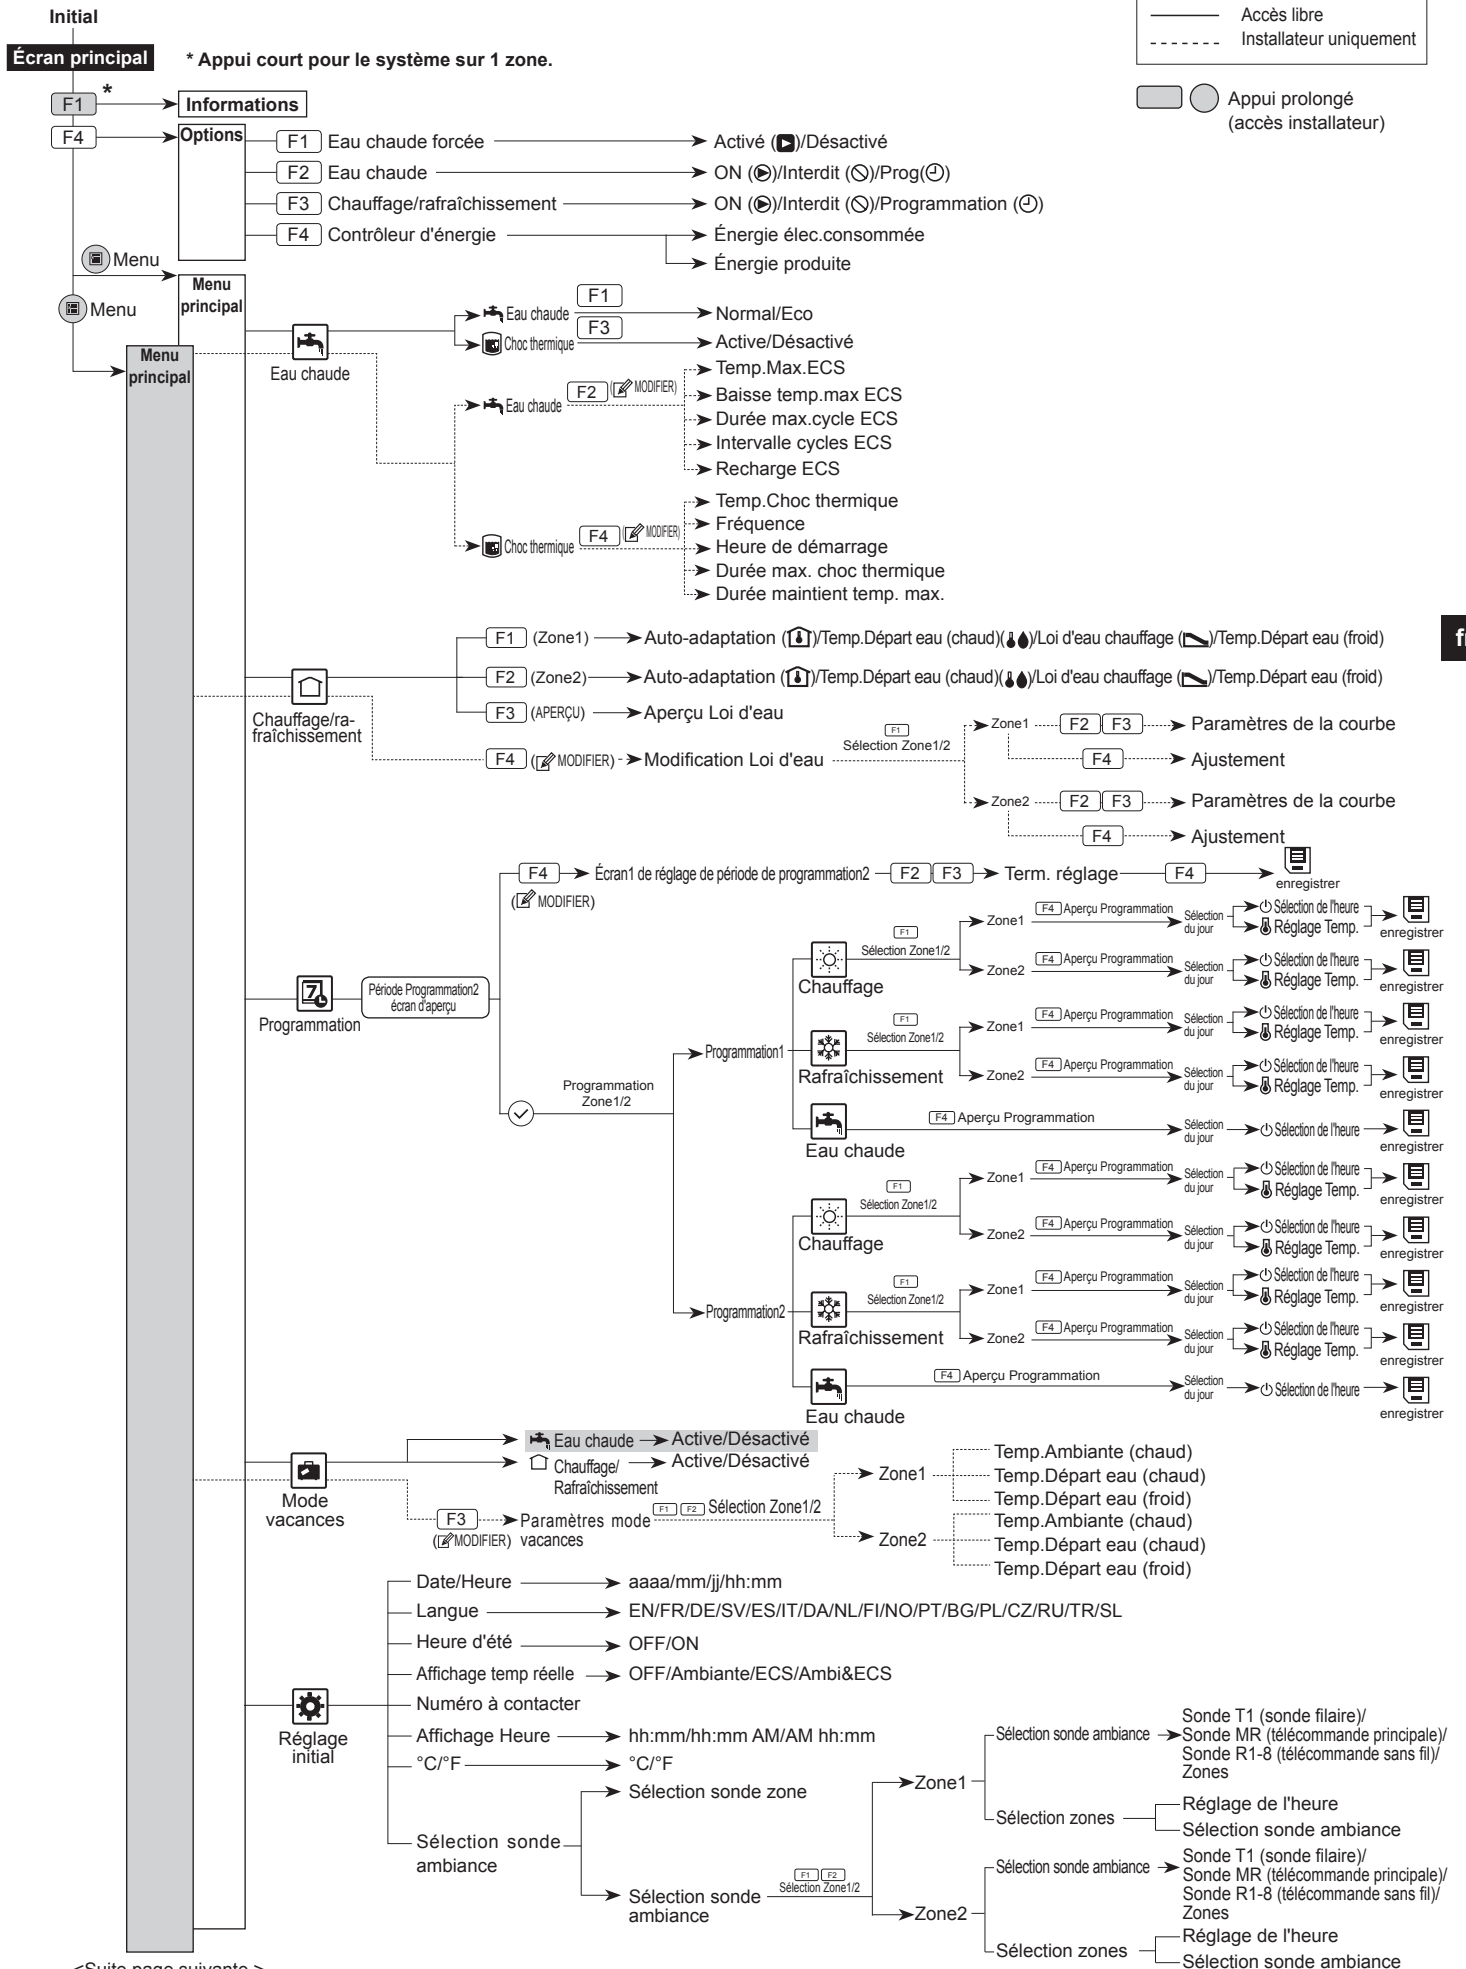 Initial
Écran principal
* Appui court pour le système sur 1 zone.
Accès libre
Installateur uniquement
Appui prolongé
(accès installateur)
F1
*
Informations
F4
Options
F1 Eau chaude forcée
Activé ()/Désactivé
F2 Eau chaude
ON ()/Interdit ()/Prog()
F3 Chauffage/rafraîchissement
ON ()/Interdit ()/Programmation ()
F4 Contrôleur d'énergie
Énergie élec.consommée
Énergie produite
Menu
Menu
Menu principal
Menu principal
Eau chaude
Eau chaude F1
Normal/Eco
Choc thermique F3
Active/Désactivé
Eau chaude F2 (MODIFIER)
Temp.Max.ECS
Baisse temp.max ECS
Durée max.cycle ECS
Intervalle cycles ECS
Recharge ECS
Choc thermique F4 (MODIFIER)
Temp.Choc thermique
Fréquence
Heure de démarrage
Durée max. choc thermique
Durée maintient temp. max.
Chauffage/ra-
fraîchissement
F1 (Zone1)
Auto-adaptation ()/Temp.Départ eau (chaud)()/Loi d'eau chauffage ()/Temp.Départ eau (froid)
F2 (Zone2)
Auto-adaptation ()/Temp.Départ eau (chaud)()/Loi d'eau chauffage ()/Temp.Départ eau (froid)
F3 (APERÇU)
Aperçu Loi d'eau
F4 (MODIFIER)
Modification Loi d'eau
F1
Sélection Zone1/2
Zone1 F2 F3 Paramètres de la courbe
F4 Ajustement
Zone2 F2 F3 Paramètres de la courbe
F4 Ajustement
Programmation
7
Période Programmation2
écran d'aperçu
F4
(MODIFIER)
Écran1 de réglage de période de programmation2
F2 F3
Term. réglage
F4
enregistrer
Programmation
Zone1/2
Programmation1
Chauffage
F1
Sélection Zone1/2
Zone1 F4 Aperçu Programmation Sélection du jour Sélection de l'heure
Réglage Temp. enregistrer
Zone2 F4 Aperçu Programmation Sélection du jour Sélection de l'heure
Réglage Temp. enregistrer
Rafraîchissement
F1
Sélection Zone1/2
Zone1 F4 Aperçu Programmation Sélection du jour Sélection de l'heure
Réglage Temp. enregistrer
Zone2 F4 Aperçu Programmation Sélection du jour Sélection de l'heure
Réglage Temp. enregistrer
Eau chaude
F4 Aperçu Programmation Sélection du jour Sélection de l'heure enregistrer
Programmation2
Chauffage
F1
Sélection Zone1/2
Zone1 F4 Aperçu Programmation Sélection du jour Sélection de l'heure
Réglage Temp. enregistrer
Zone2 F4 Aperçu Programmation Sélection du jour Sélection de l'heure
Réglage Temp. enregistrer
Rafraîchissement
F1
Sélection Zone1/2
Zone1 F4 Aperçu Programmation Sélection du jour Sélection de l'heure
Réglage Temp. enregistrer
Zone2 F4 Aperçu Programmation Sélection du jour Sélection de l'heure
Réglage Temp. enregistrer
Eau chaude
F4 Aperçu Programmation Sélection du jour Sélection de l'heure enregistrer
Mode
vacances
Eau chaude Active/Désactivé
Chauffage/
Rafraîchissement
Active/Désactivé
F3
(MODIFIER)
Paramètres mode
vacances
F1 F2 Sélection Zone1/2
Zone1
Temp.Ambiante (chaud)
Temp.Départ eau (chaud)
Temp.Départ eau (froid)
Zone2
Temp.Ambiante (chaud)
Temp.Départ eau (chaud)
Temp.Départ eau (froid)
Réglage
initial
Date/Heure
aaaa/mm/jj/hh:mm
Langue
EN/FR/DE/SV/ES/IT/DA/NL/FI/NO/PT/BG/PL/CZ/RU/TR/SL
Heure d'été
OFF/ON
Affichage temp réelle
OFF/Ambiante/ECS/Ambi&ECS
Numéro à contacter
Affichage Heure
hh:mm/hh:mm AM/AM hh:mm
°C/°F
°C/°F
Sélection sonde
ambiance
Sélection sonde zone
Sélection sonde
ambiance
F1 F2
Sélection Zone1/2
Zone1
Sélection sonde ambiance
Sonde T1 (sonde filaire)/
Sonde MR (télécommande principale)/
Sonde R1-8 (télécommande sans fil)/
Zones
Sélection zones
Réglage de l'heure
Sélection sonde ambiance
Zone2
Sélection sonde ambiance
Sonde T1 (sonde filaire)/
Sonde MR (télécommande principale)/
Sonde R1-8 (télécommande sans fil)/
Zones
Sélection zones
Réglage de l'heure
Sélection sonde ambiance
<Suite page suivante.>